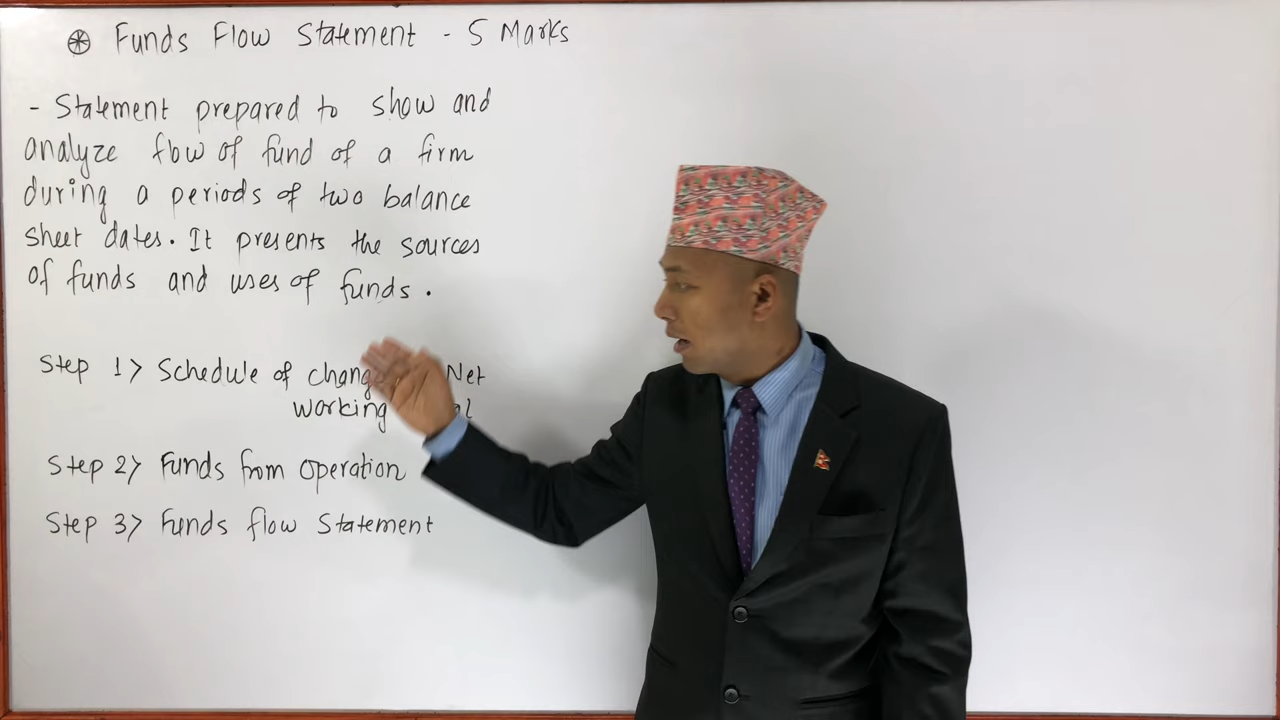 Funds Flow Statement - 5 Marks
- Statement prepared to show and
analyze flow of fund of a firm
during a periods of two balance
sheet dates. It presents the sources
of funds and uses of funds.
Step 1> Schedule of Net
working
Step 2> Funds from Operation
Step 3> Funds flow Statement